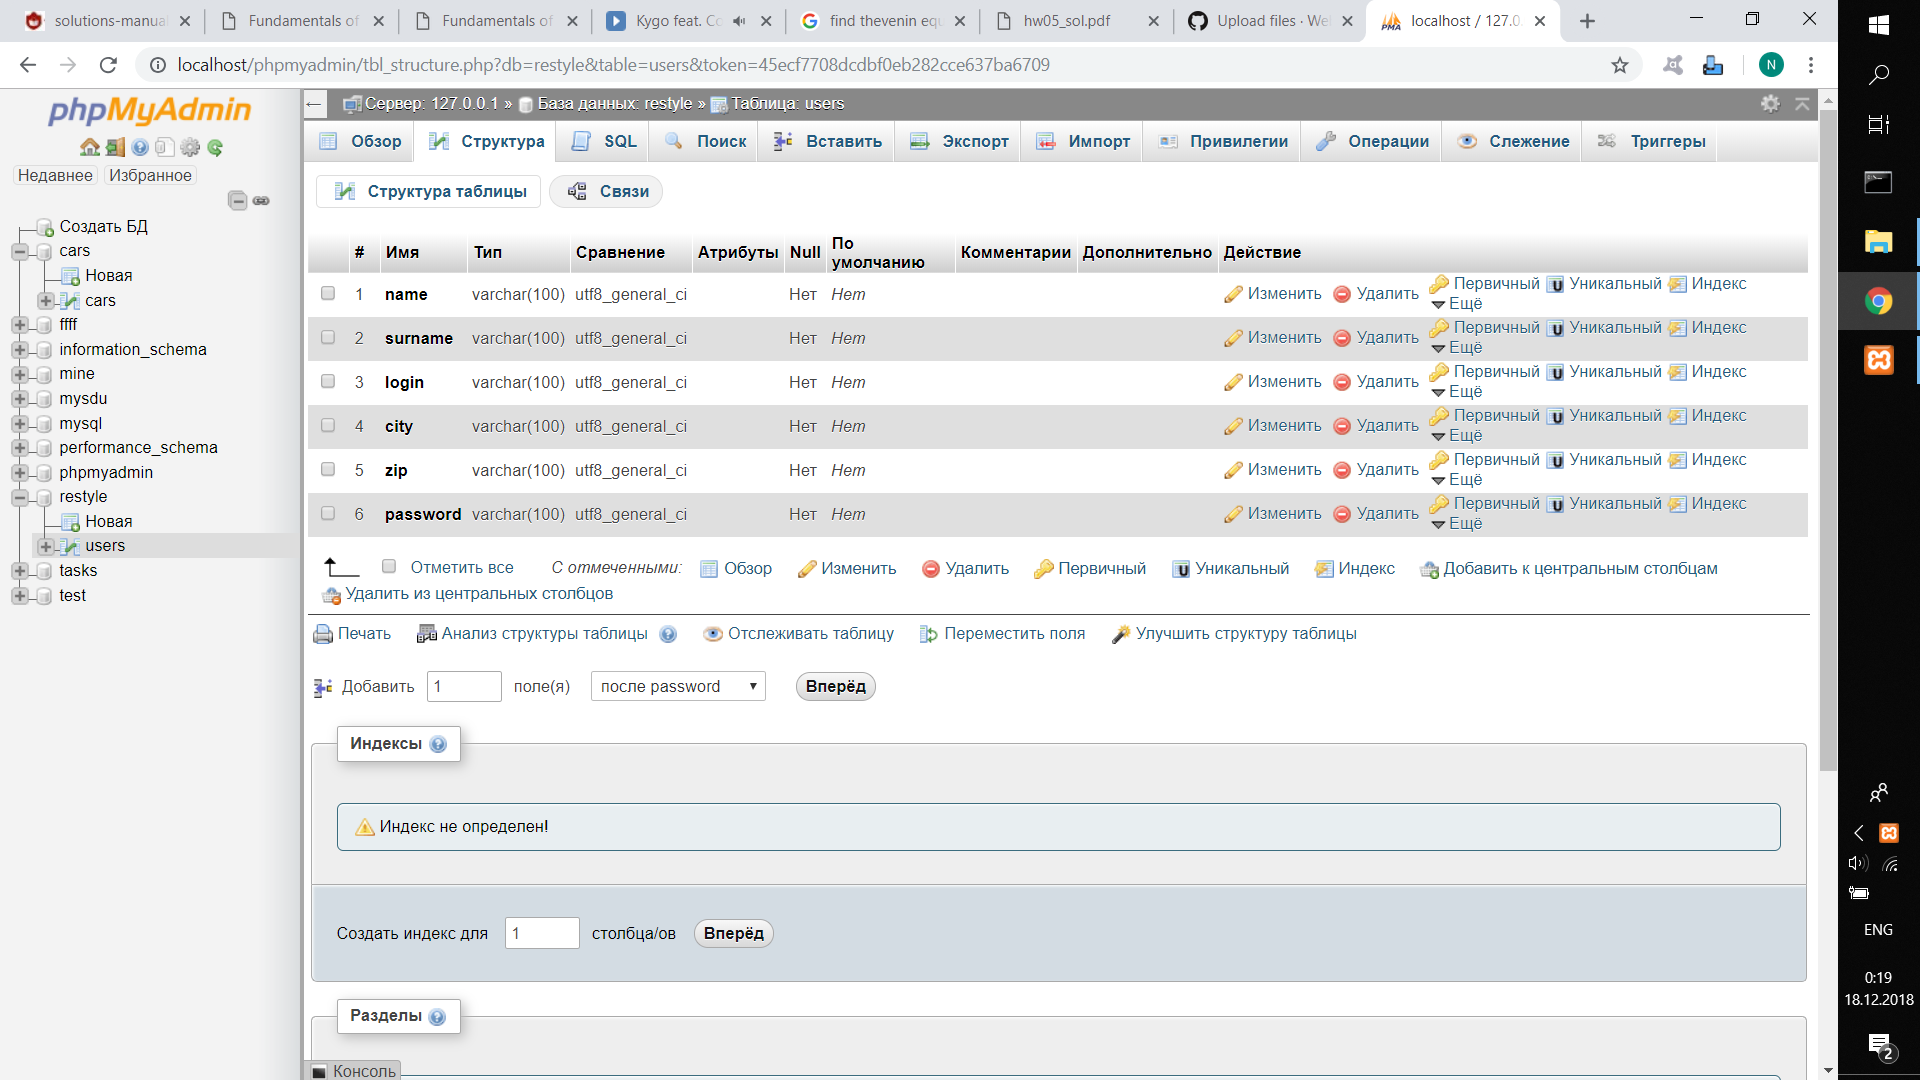 solutions-manua
Fundamentals of
Fundamentals of
Kygo feat. Co
find thevenin equ
hw05_sol.pdf
Upload files · We
localhost / 127.0.
localhost/phpmyadmin/tbl_structure.php?db=restyle&table=users&token=45ecf7708dcdbf0eb282cce637ba6709
N
phpMyAdmin
Недавнее Избранное
Создать БД
cars
Новая
cars
ffff
information_schema
mine
mysdu
mysql
performance_schema
phpmyadmin
restyle
Новая
users
tasks
test
Сервер: 127.0.0.1 » База данных: restyle » Таблица: users
Обзор Структура SQL Поиск Вставить Экспорт Импорт Привилегии Операции Слежение Триггеры
Структура таблицы Связи
# Имя Тип Сравнение Атрибуты Null По умолчанию Комментарии Дополнительно Действие
1 name varchar(100) utf8_general_ci Нет Нет Изменить Удалить Первичный Уникальный Индекс
Ещё
2 surname varchar(100) utf8_general_ci Нет Нет Изменить Удалить Первичный Уникальный Индекс
Ещё
3 login varchar(100) utf8_general_ci Нет Нет Изменить Удалить Первичный Уникальный Индекс
Ещё
4 city varchar(100) utf8_general_ci Нет Нет Изменить Удалить Первичный Уникальный Индекс
Ещё
5 zip varchar(100) utf8_general_ci Нет Нет Изменить Удалить Первичный Уникальный Индекс
Ещё
6 password varchar(100) utf8_general_ci Нет Нет Изменить Удалить Первичный Уникальный Индекс
Ещё
Отметить все С отмеченными: Обзор Изменить Удалить Первичный Уникальный Индекс Добавить к центральным столбцам
Удалить из центральных столбцов
Печать Анализ структуры таблицы Отслеживать таблицу Переместить поля Улучшить структуру таблицы
Добавить 1 поле(я) после password Вперёд
Индексы
Индекс не определен!
Создать индекс для 1 столбца/ов Вперёд
Разделы
Консоль
ENG
0:19
18.12.2018
2